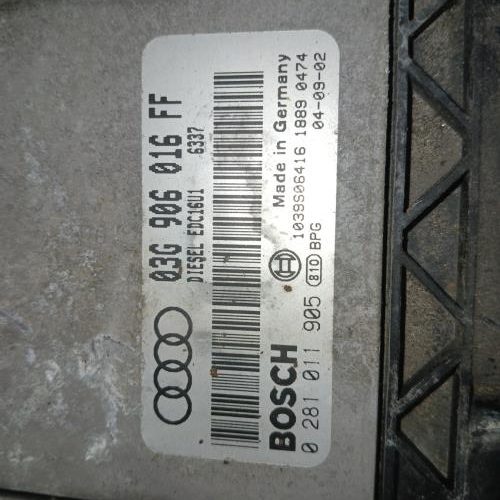 03G 906 016 FF
DIESEL EDC16U1 6337
Made in Germany
BOSCH
1039S06416 1889 0474
0 281 011 905 810 BPG 04-09-02